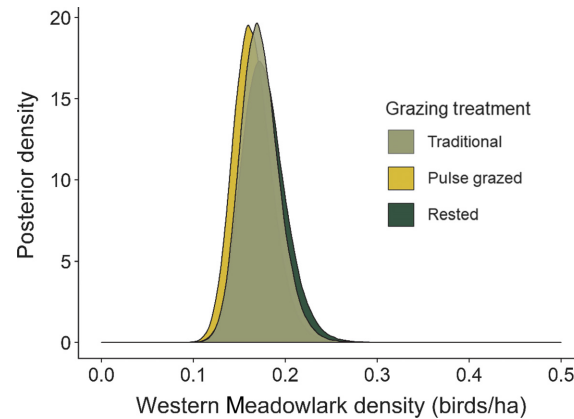 20
15
10
5
0
Posterior density
Grazing treatment
Traditional
Pulse grazed
Rested
0.0 0.1 0.2 0.3 0.4 0.5
Western Meadowlark density (birds/ha)